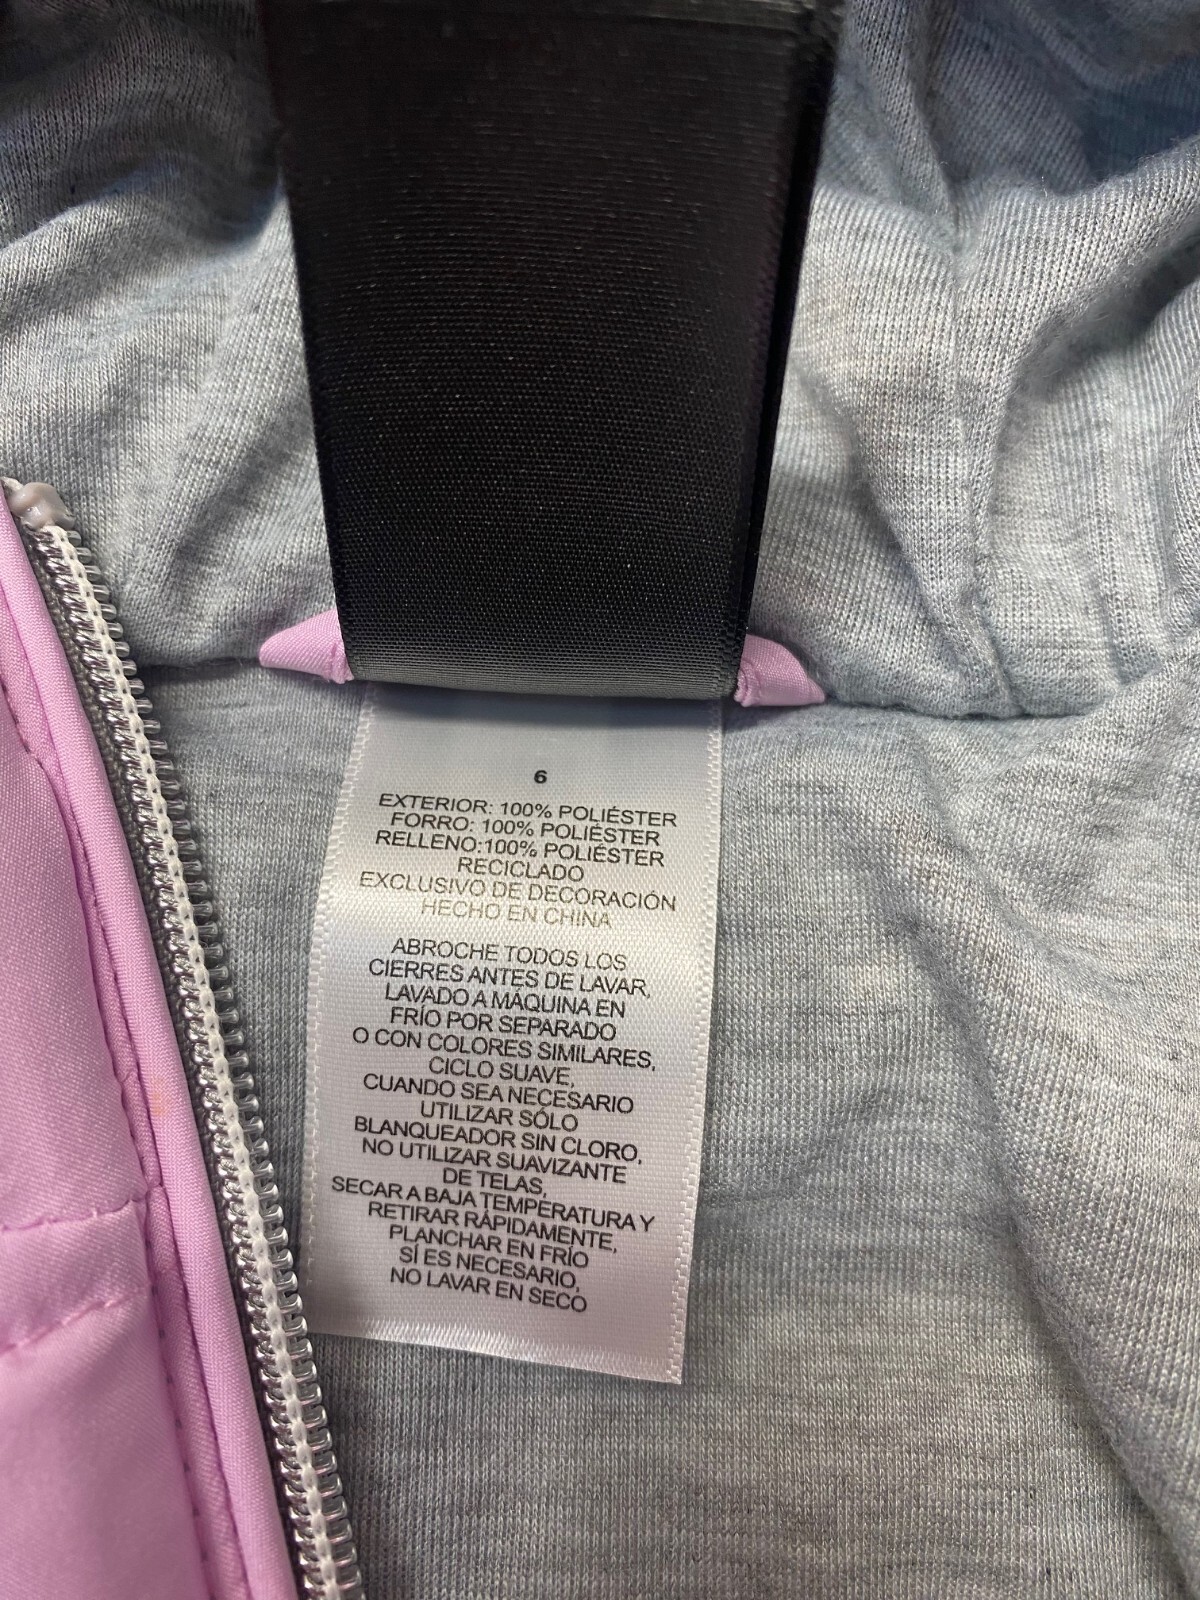 6
EXTERIOR: 100% POLIÉSTER
FORRO: 100% POLIÉSTER
RELLENO:100% POLIÉSTER
RECICLADO
EXCLUSIVO DE DECORACIÓN
HECHO EN CHINA
ABROCHE TODOS LOS
CIERRES ANTES DE LAVAR,
LAVADO A MÁQUINA EN
FRÍO POR SEPARADO
O CON COLORES SIMILARES,
CICLO SUAVE,
CUANDO SEA NECESARIO
UTILIZAR SÓLO
BLANQUEADOR SIN CLORO,
NO UTILIZAR SUAVIZANTE
DE TELAS,
SECAR A BAJA TEMPERATURA Y
RETIRAR RÁPIDAMENTE,
PLANCHAR EN FRÍO
SÍ ES NECESARIO,
NO LAVAR EN SECO